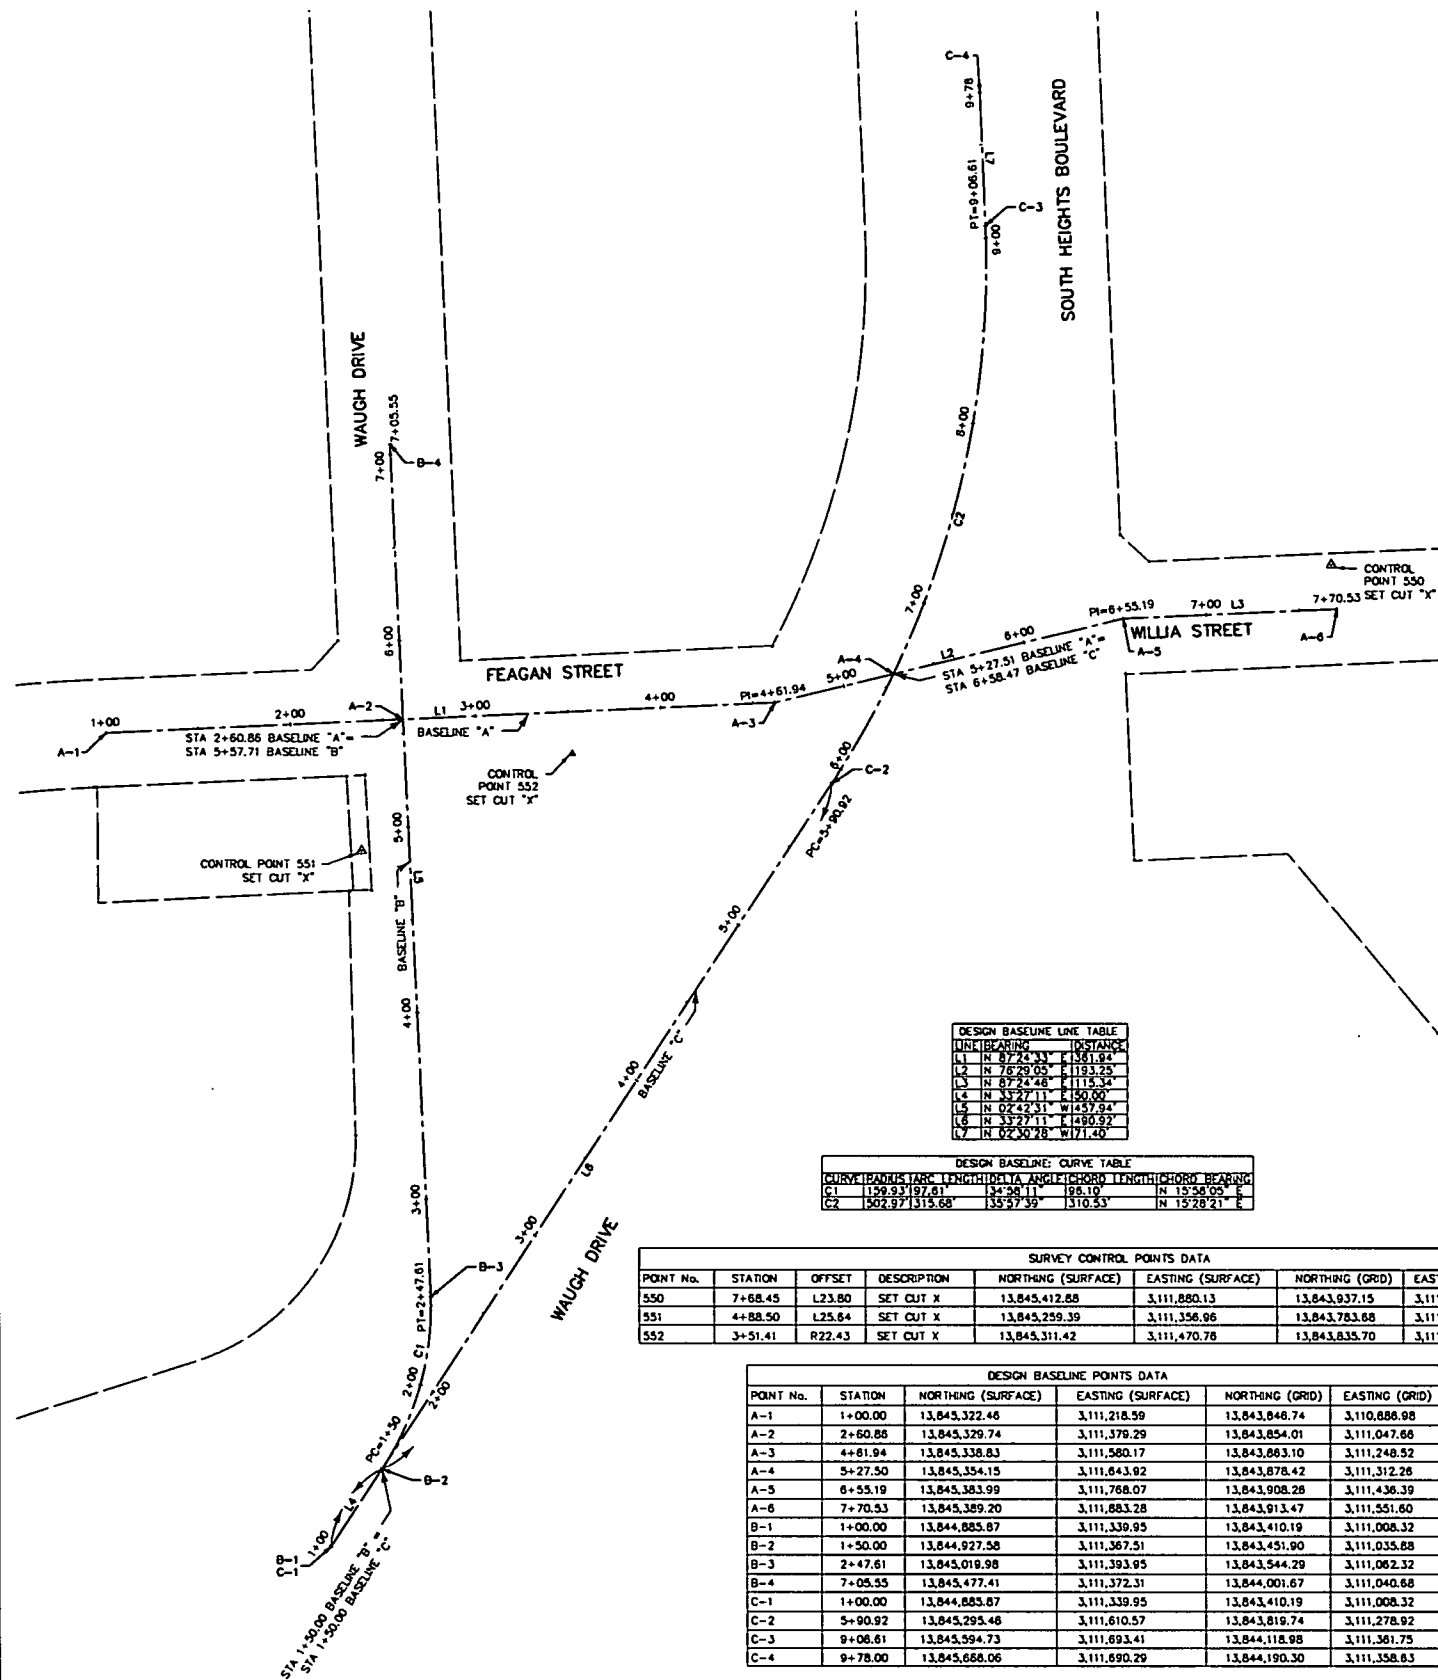 C-4
9+78
SOUTH HEIGHTS BOULEVARD
L7
PT=9+06.61
C-3
9+00
WAUGH DRIVE
7+05.55
7+00
B-4
8+00
C2
7+00
CONTROL
POINT 550
SET CUT "X"
7+70.53
PI=6+55.19
7+00
L3
WILLIA STREET
A-5
A-6
6+00
6+00
L2
A-4
STA 5+27.51 BASELINE "A"=
STA 6+58.47 BASELINE "C"
FEAGAN STREET
5+00
PI=4+61.94
4+00
A-3
A-2
L1
3+00
2+00
1+00
A-1
BASELINE "A"
STA 2+60.86 BASELINE "A"=
STA 5+57.71 BASELINE "B"
CONTROL
POINT 552
SET CUT "X"
6+00
C-2
PC=5+90.92
5+00
CONTROL POINT 551
SET CUT "X"
L5
BASELINE "B"
5+00
4+00
BASELINE "C"
4+00
L6
3+00
3+00
WAUGH DRIVE
B-3
PT=2+47.61
C1
2+00
2+00
PC=1+50
B-2
L4
1+00
B-1
C-1
STA 1+50.00 BASELINE "B"=
STA 1+50.00 BASELINE "C"
DESIGN BASELINE LINE TABLE
LINE BEARING DISTANCE
L1 N 87°24'33" E 361.94'
L2 N 76°29'05" E 193.25'
L3 N 87°24'46" E 115.34'
L4 N 33°27'11" E 50.00'
L5 N 02°42'31" W 457.94'
L6 N 33°27'11" E 490.92'
L7 N 02°30'28" W 71.40'
DESIGN BASELINE: CURVE TABLE
CURVE RADIUS ARC LENGTH DELTA ANGLE CHORD LENGTH CHORD BEARING
C1 159.93' 97.61' 34°58'11" 96.10' N 15°58'05" E
C2 502.97' 315.68' 35°57'39" 310.53' N 15°28'21" E
SURVEY CONTROL POINTS DATA
POINT No. STATION OFFSET DESCRIPTION NORTHING (SURFACE) EASTING (SURFACE) NORTHING (GRID) EAST
550 7+68.45 L23.80 SET CUT X 13,845,412.88 3,111,880.13 13,843,937.15 3,11
551 4+88.50 L25.64 SET CUT X 13,845,259.39 3,111,356.96 13,843,783.68 3,11
552 3+51.41 R22.43 SET CUT X 13,845,311.42 3,111,470.76 13,843,835.70 3,11
DESIGN BASELINE POINTS DATA
POINT No. STATION NORTHING (SURFACE) EASTING (SURFACE) NORTHING (GRID) EASTING (GRID)
A-1 1+00.00 13,845,322.46 3,111,218.59 13,843,846.74 3,110,886.98
A-2 2+60.86 13,845,329.74 3,111,379.29 13,843,854.01 3,111,047.66
A-3 4+61.94 13,845,338.83 3,111,580.17 13,843,863.10 3,111,248.52
A-4 5+27.50 13,845,354.15 3,111,643.92 13,843,878.42 3,111,312.26
A-5 6+55.19 13,845,383.99 3,111,768.07 13,843,908.26 3,111,436.39
A-6 7+70.53 13,845,389.20 3,111,883.28 13,843,913.47 3,111,551.60
B-1 1+00.00 13,844,885.87 3,111,339.95 13,843,410.19 3,111,008.32
B-2 1+50.00 13,844,927.58 3,111,367.51 13,843,451.90 3,111,035.88
B-3 2+47.61 13,845,019.98 3,111,393.95 13,843,544.29 3,111,062.32
B-4 7+05.55 13,845,477.41 3,111,372.31 13,844,001.67 3,111,040.68
C-1 1+00.00 13,844,885.87 3,111,339.95 13,843,410.19 3,111,008.32
C-2 5+90.92 13,845,295.46 3,111,610.57 13,843,819.74 3,111,278.92
C-3 9+06.61 13,845,594.73 3,111,693.41 13,844,118.98 3,111,361.75
C-4 9+78.00 13,845,668.06 3,111,690.29 13,844,190.30 3,111,358.63